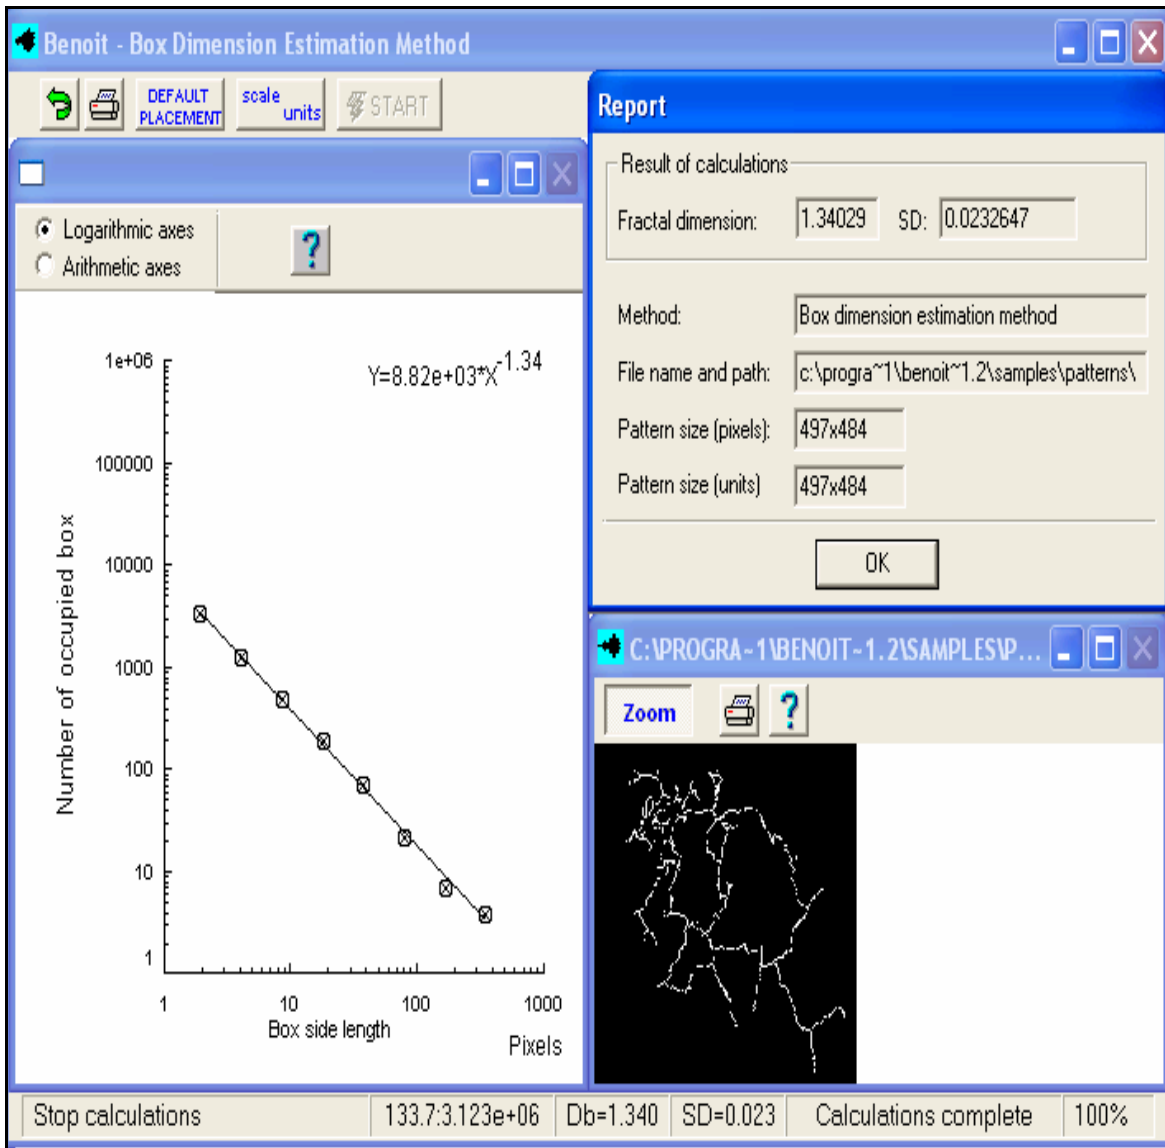 Benoit - Box Dimension Estimation Method
DEFAULT
PLACEMENT
scale
units
START
Logarithmic axes
Arithmetic axes
?
Y=8.82e+03*X^-1.34
1e+06
100000
10000
1000
100
10
1
Number of occupied box
1 10 100 1000
Box side length
Pixels
Report
Result of calculations
Fractal dimension: 1.34029 SD: 0.0232647
Method: Box dimension estimation method
File name and path: c:\progra~1\benoit~1.2\samples\patterns\
Pattern size (pixels): 497x484
Pattern size (units) 497x484
OK
C:\PROGRA~1\BENOIT~1.2\SAMPLES\P...
Zoom
?
Stop calculations 133.7:3.123e+06 Db=1.340 SD=0.023 Calculations complete 100%